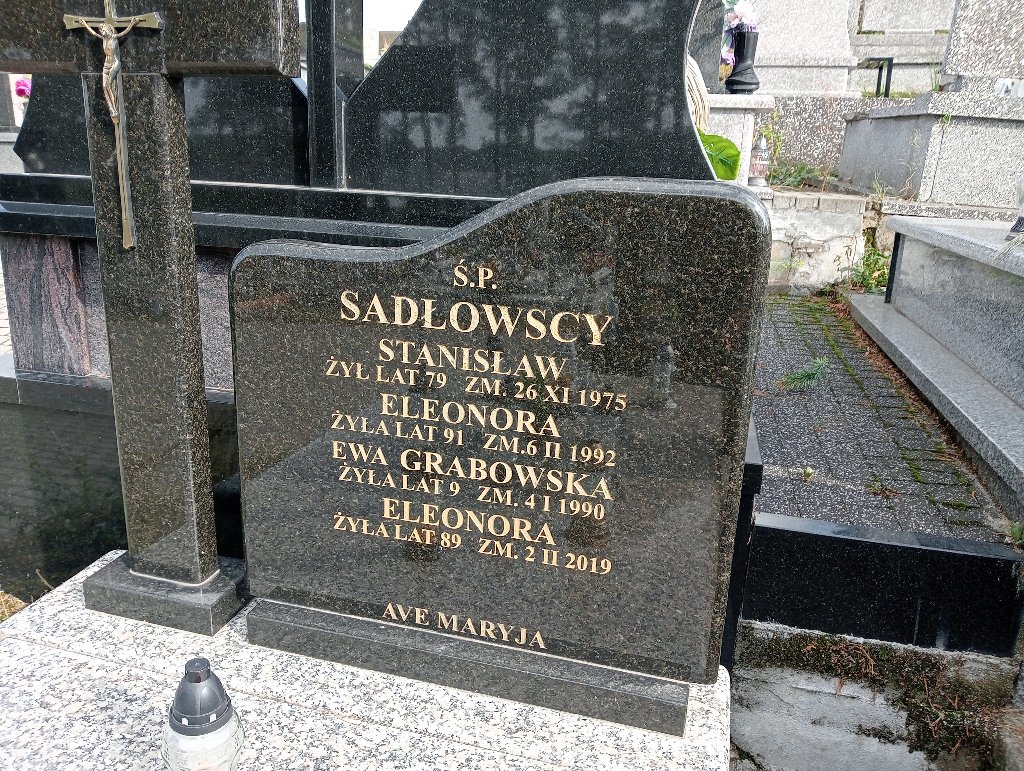 Ś.P.
SADŁOWSCY
STANISŁAW
ŻYŁ LAT 79 ZM. 26 XI 1975
ELEONORA
ŻYŁA LAT 91 ZM.6 II 1992
EWA GRABOWSKA
ŻYŁA LAT 9 ZM. 4 I 1990
ELEONORA
ŻYŁA LAT 89 ZM. 2 II 2019
AVE MARYJA